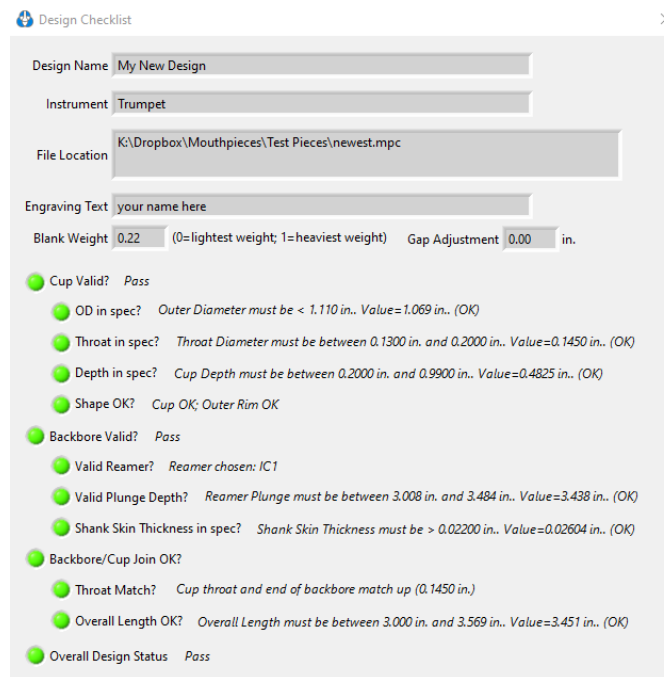 Design Checklist
Design Name My New Design
Instrument Trumpet
File Location K:\Dropbox\Mouthpieces\Test Pieces\newest.mpc
Engraving Text your name here
Blank Weight 0.22 (0=lightest weight; 1=heaviest weight) Gap Adjustment 0.00 in.
Cup Valid? Pass
OD in spec? Outer Diameter must be < 1.110 in.. Value=1.069 in.. (OK)
Throat in spec? Throat Diameter must be between 0.1300 in. and 0.2000 in.. Value=0.1450 in.. (OK)
Depth in spec? Cup Depth must be between 0.2000 in. and 0.9900 in.. Value=0.4825 in.. (OK)
Shape OK? Cup OK; Outer Rim OK
Backbore Valid? Pass
Valid Reamer? Reamer chosen: IC1
Valid Plunge Depth? Reamer Plunge must be between 3.008 in. and 3.484 in.. Value=3.438 in.. (OK)
Shank Skin Thickness in spec? Shank Skin Thickness must be > 0.02200 in.. Value=0.02604 in.. (OK)
Backbore/Cup Join OK?
Throat Match? Cup throat and end of backbore match up (0.1450 in.)
Overall Length OK? Overall Length must be between 3.000 in. and 3.569 in.. Value=3.451 in.. (OK)
Overall Design Status Pass